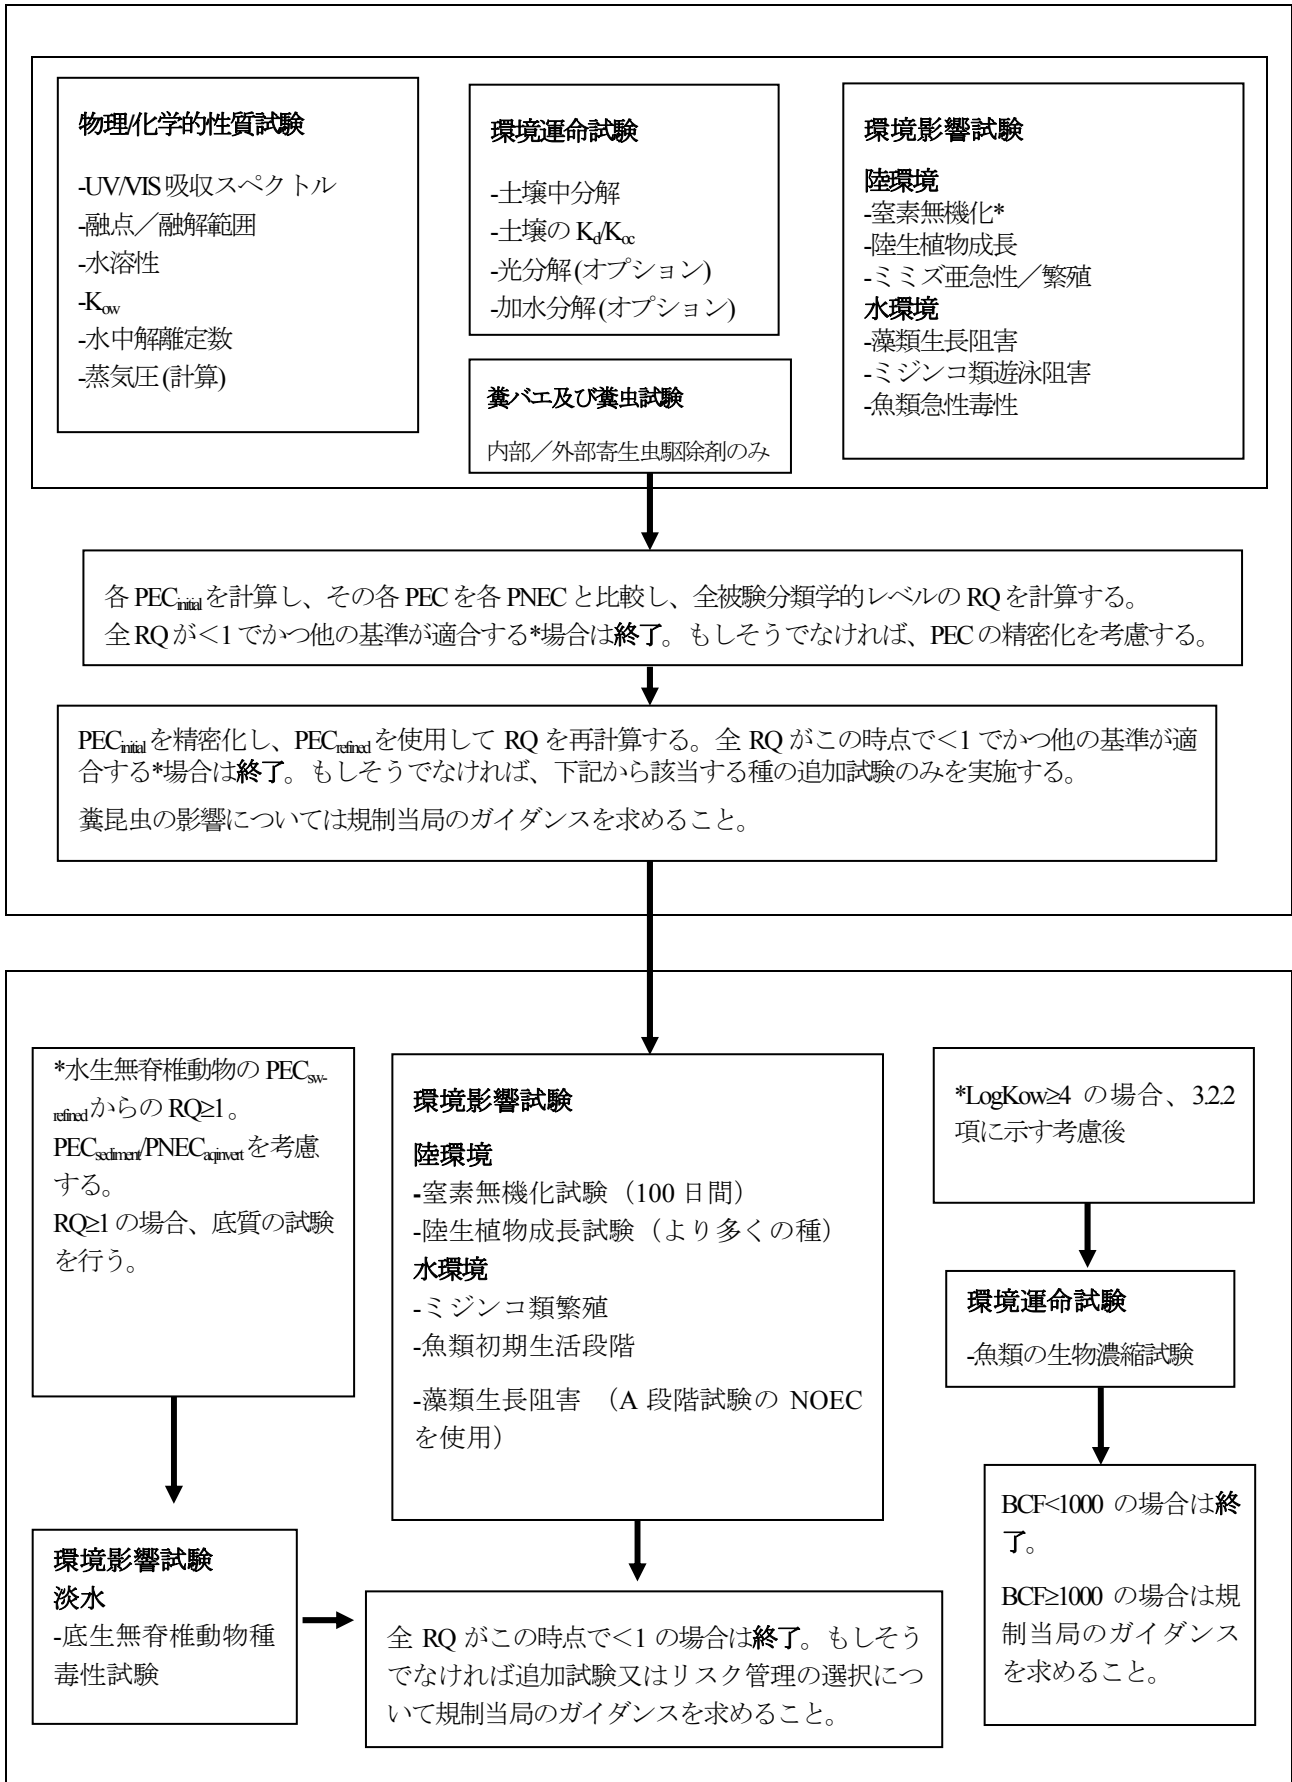 物理/化学的性質試験
-UV/VIS 吸収スペクトル
-融点／融解範囲
-水溶性
-Kow
-水中解離定数
-蒸気圧(計算)
環境運命試験
-土壌中分解
-土壌の Kd/Koc
-光分解(オプション)
-加水分解(オプション)
糞バエ及び糞虫試験
内部／外部寄生虫駆除剤のみ
環境影響試験
陸環境
-窒素無機化*
-陸生植物成長
-ミミズ亜急性／繁殖
水環境
-藻類生長阻害
-ミジンコ類遊泳阻害
-魚類急性毒性
各 PECinitial を計算し、その各 PEC を各 PNEC と比較し、全被験分類学的レベルの RQ を計算する。
全 RQ が＜1 でかつ他の基準が適合する*場合は終了。もしそうでなければ、PEC の精密化を考慮する。
PECinitial を精密化し、PECrefined を使用して RQ を再計算する。全 RQ がこの時点で＜1 でかつ他の基準が適
合する*場合は終了。もしそうでなければ、下記から該当する種の追加試験のみを実施する。
糞昆虫の影響については規制当局のガイダンスを求めること。
*水生無脊椎動物の PECsw-
refined からの RQ≥1。
PECsediment/PNECaqinvert を考慮
する。
RQ≥1 の場合、底質の試験
を行う。
環境影響試験
淡水
-底生無脊椎動物種
毒性試験
環境影響試験
陸環境
-窒素無機化試験（100 日間）
-陸生植物成長試験（より多くの種）
水環境
-ミジンコ類繁殖
-魚類初期生活段階
-藻類生長阻害 （A 段階試験の NOEC
を使用）
全 RQ がこの時点で＜1 の場合は終了。もしそう
でなければ追加試験又はリスク管理の選択につ
いて規制当局のガイダンスを求めること。
*LogKow≥4 の場合、3.2.2
項に示す考慮後
環境運命試験
-魚類の生物濃縮試験
BCF<1000 の場合は終
了。
BCF≥1000 の場合は規
制当局のガイダンス
を求めること。